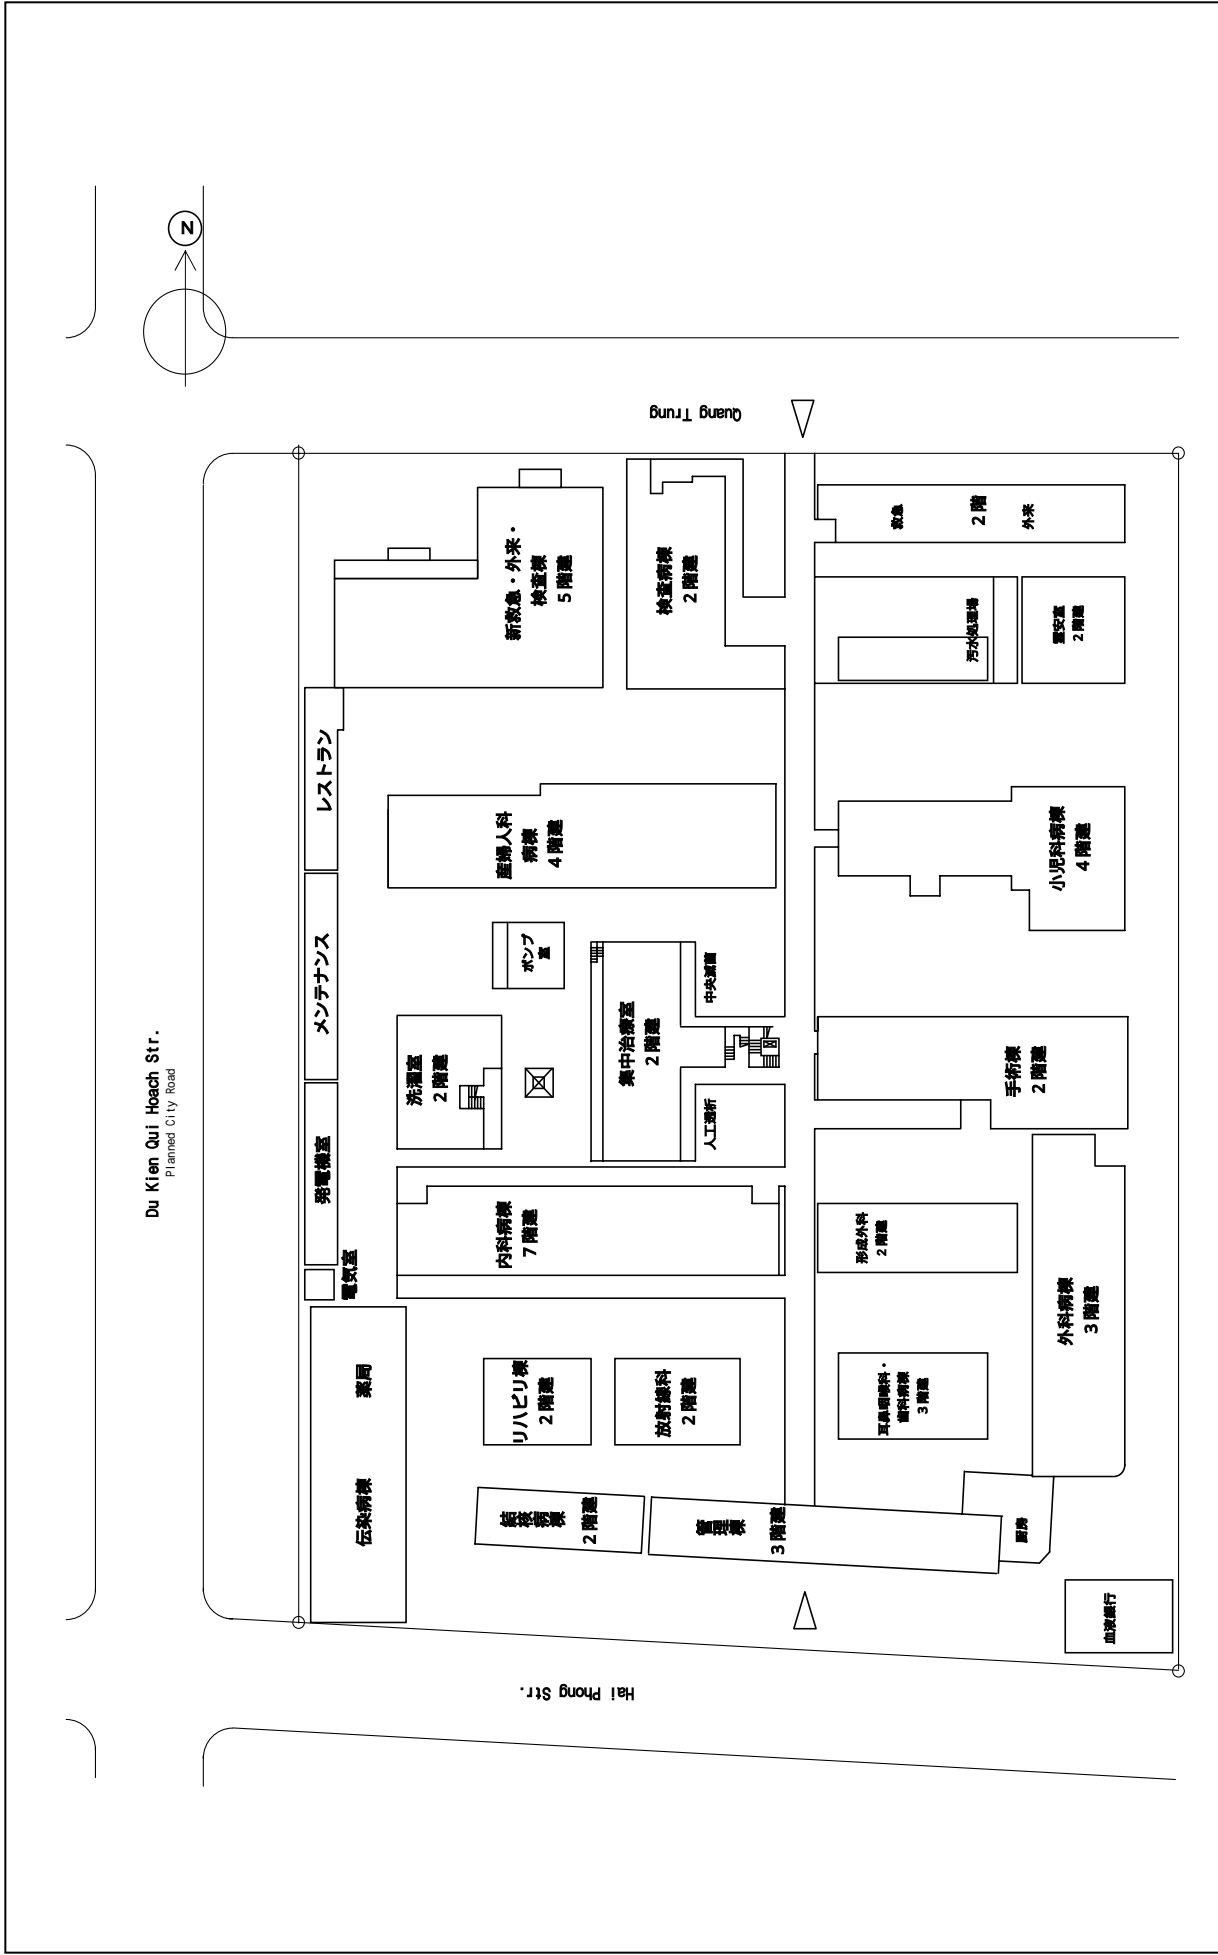 Du Kien Qui Hoach Str.
Planned City Road
N
Quang Trung
Hai Phong Str.
レストラン
メンテナンス
発電機室
電気室
薬局
伝染病棟
新救急・外来・
検査棟
5階建
検査病棟
2階建
産婦人科
病棟
4階建
ポンプ
室
洗濯室
2階建
集中治療室
2階建
中央滅菌
人工透析
内科病棟
7階建
リハビリ棟
2階建
放射線科
2階建
結核病棟
2階建
管理棟
3階建
救急
2階
外来
汚水処理場
霊安室
2階建
小児科病棟
4階建
手術棟
2階建
形成外科
2階建
外科病棟
3階建
耳鼻咽喉科・
歯科病棟
3階建
厨房
血液銀行